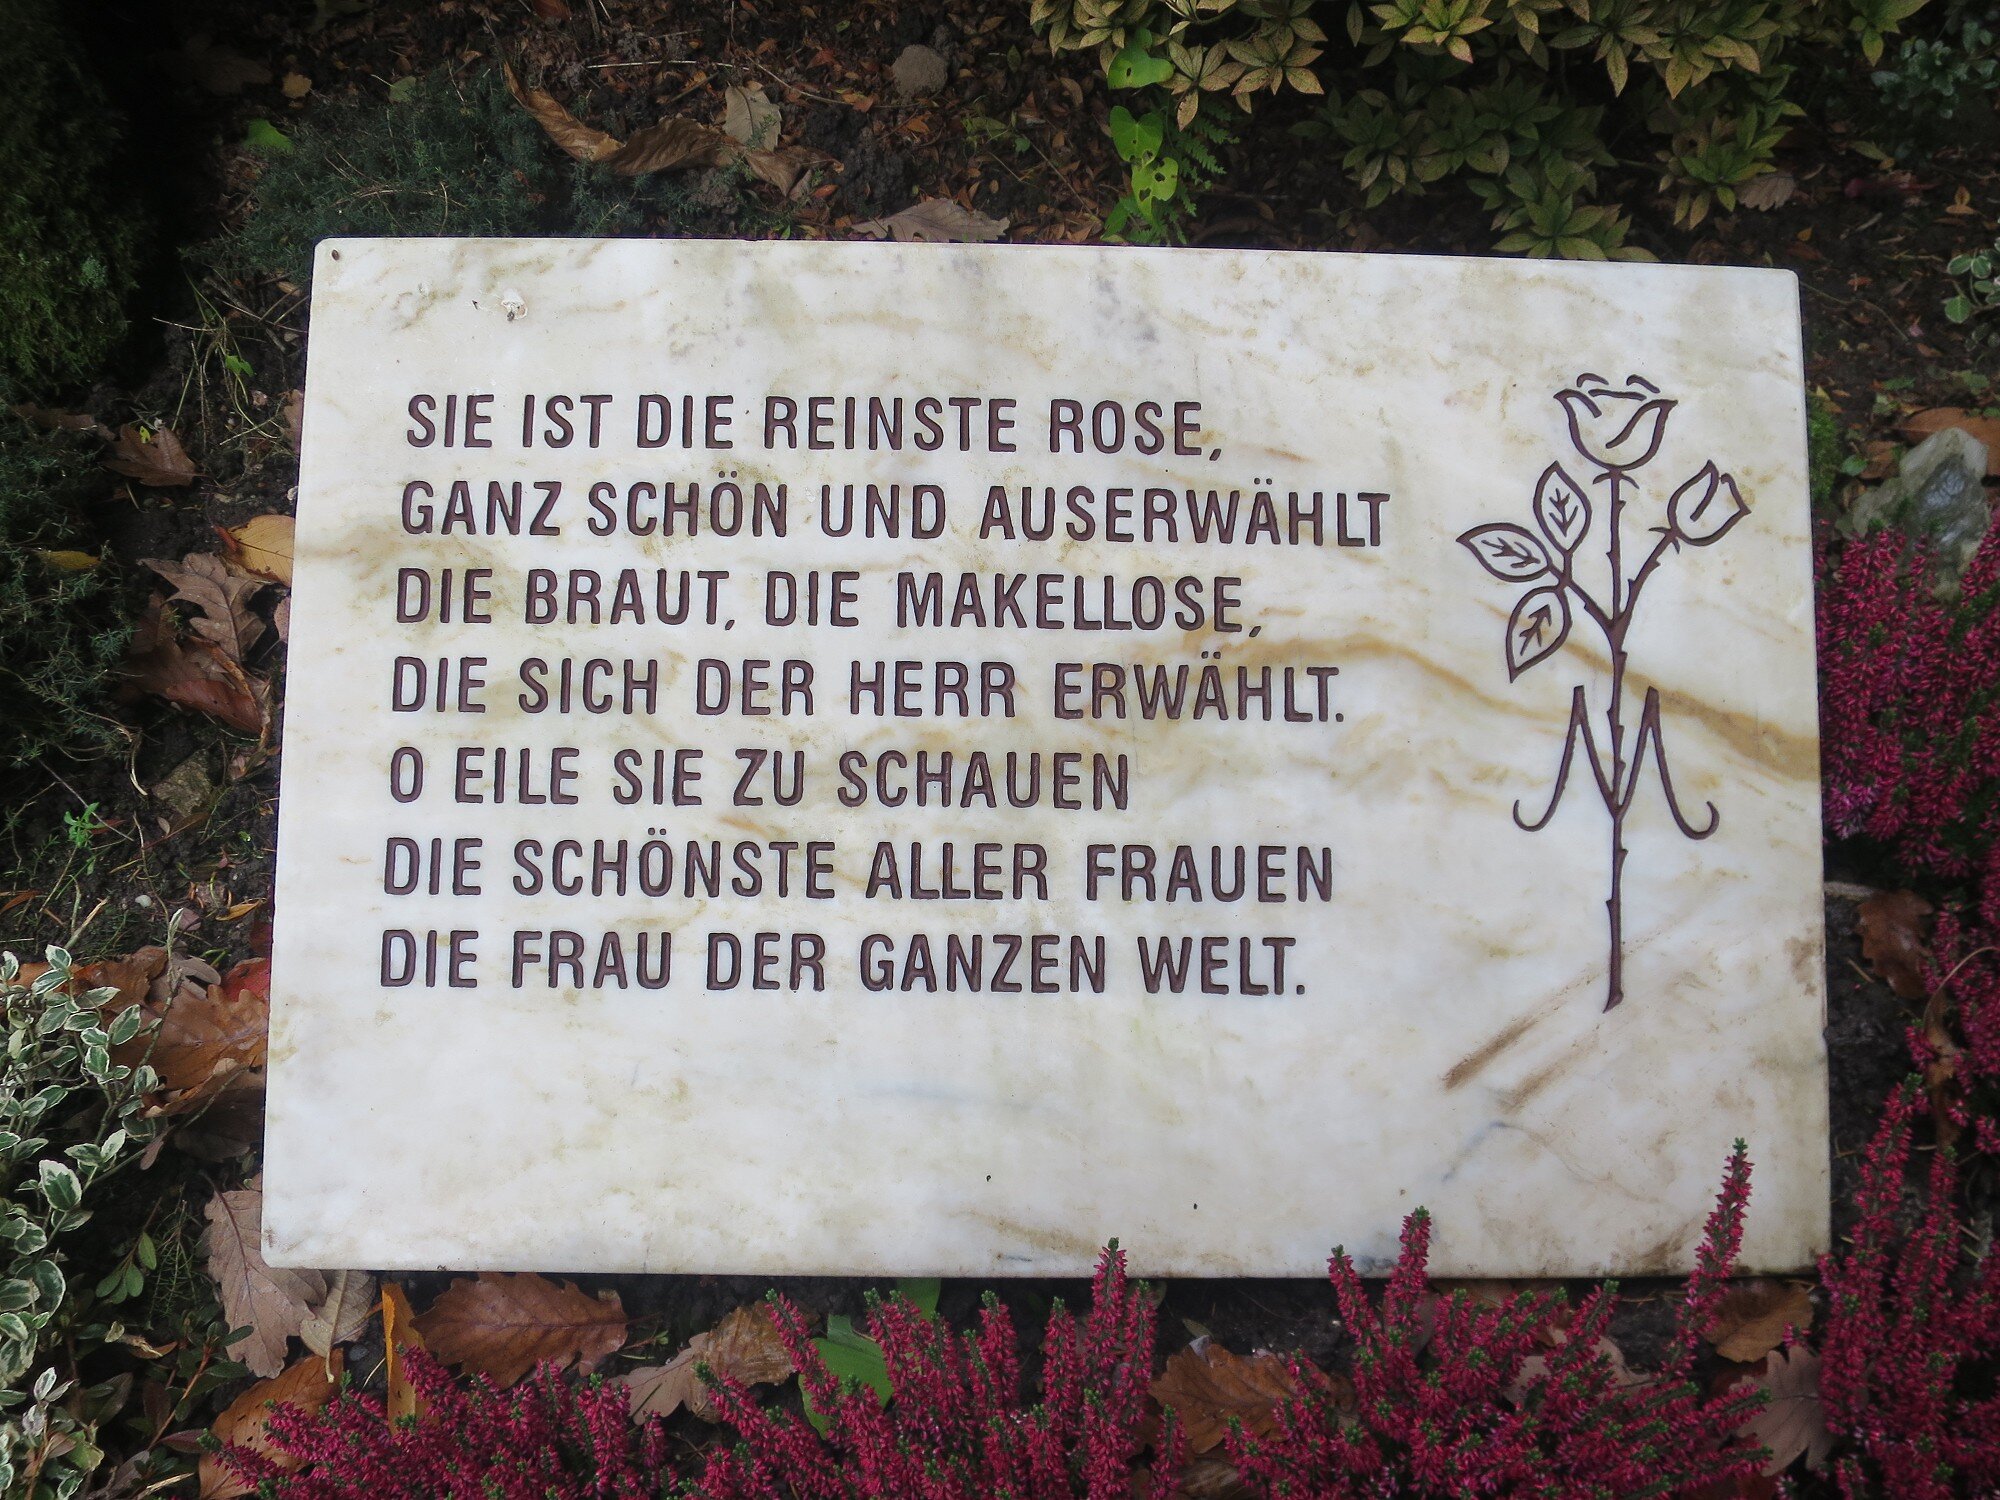 SIE IST DIE REINSTE ROSE,
GANZ SCHÖN UND AUSERWÄHLT
DIE BRAUT, DIE MAKELLOSE,
DIE SICH DER HERR ERWÄHLT.
O EILE SIE ZU SCHAUEN
DIE SCHÖNSTE ALLER FRAUEN
DIE FRAU DER GANZEN WELT.
M